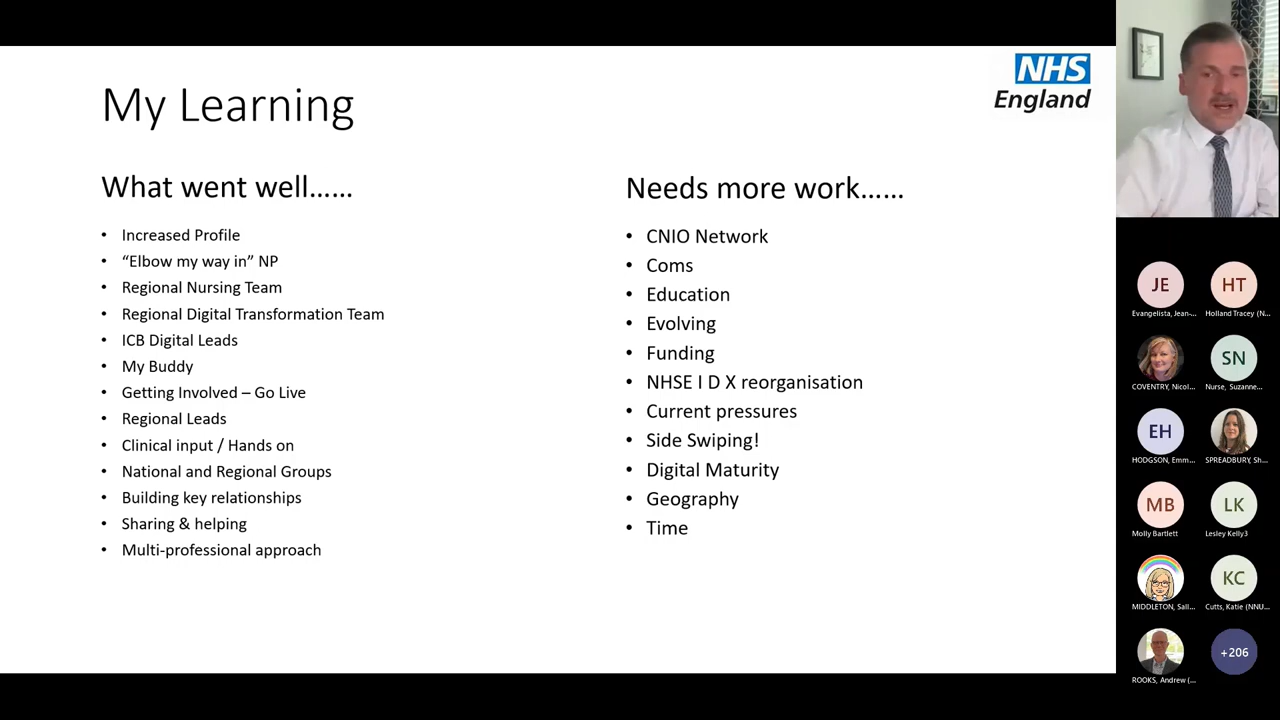 My Learning
NHS
England
What went well……
• Increased Profile
• “Elbow my way in” NP
• Regional Nursing Team
• Regional Digital Transformation Team
• ICB Digital Leads
• My Buddy
• Getting Involved – Go Live
• Regional Leads
• Clinical input / Hands on
• National and Regional Groups
• Building key relationships
• Sharing & helping
• Multi-professional approach
Needs more work……
• CNIO Network
• Coms
• Education
• Evolving
• Funding
• NHSE I D X reorganisation
• Current pressures
• Side Swiping!
• Digital Maturity
• Geography
• Time
JE
Evangelista, Jean-...
HT
Holland Tracey (N...
COVENTRY, Nicol...
SN
Nurse, Suzanne...
EH
HODGSON, Emm...
SPREADBURY, Sh...
MB
Molly Bartlett
LK
Lesley Kelly3
MIDDLETON, Sall...
KC
Cutts, Katie (NNU...
ROOKS, Andrew (...
+206